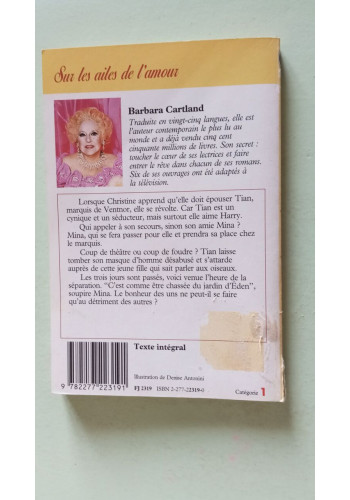 Sur les ailes de l'amour
Barbara Cartland
Traduite en vingt-cinq langues, elle est
l'auteur contemporain le plus lu au
monde et a déjà vendu cinq cent
cinquante millions de livres. Son secret :
toucher le cœur de ses lectrices et faire
entrer le rêve dans chacun de ses romans.
Six de ses ouvrages ont été adaptés à
la télévision.
Lorsque Christine apprend qu'elle doit épouser Tian,
marquis de Ventnor, elle se révolte. Car Tian est un
cynique et un séducteur, mais surtout elle aime Harry.
Qui appeler à son secours, sinon son amie Mina ?
Mina, qui se fera passer pour elle et prendra sa place chez
le marquis.
Coup de théâtre ou coup de foudre ? Tian laisse
tomber son masque d'homme désabusé et s'attarde
auprès de cette jeune fille qui sait parler aux oiseaux.
Les trois jours sont passés, voici venue l'heure de la
séparation. "C'est comme être chassée du jardin d'Éden",
soupire Mina. Le bonheur des uns ne peut-il se faire
qu'au détriment des autres ?
Texte intégral
Illustration de Denise Antonini
9 782277 223191
FJ 2319 ISBN 2-277-22319-0
Catégorie 1